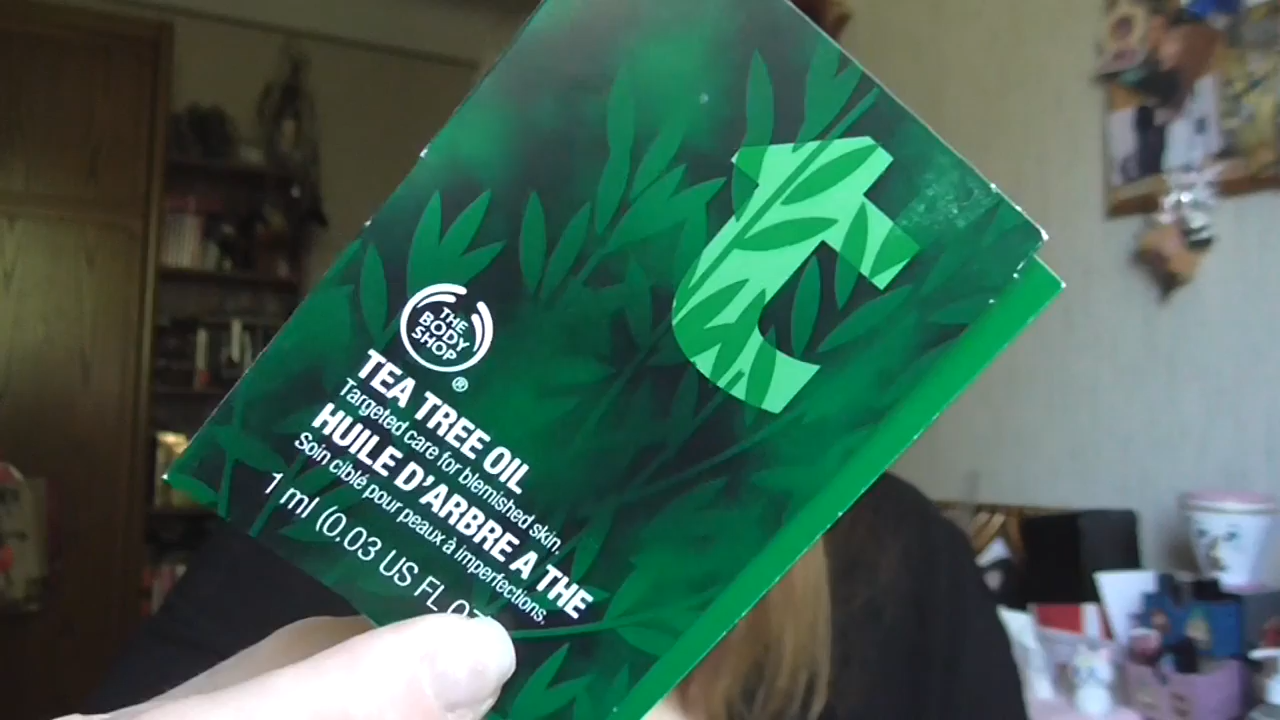 THE
BODY
SHOP
®
TEA TREE OIL
Targeted care for blemished skin.
HUILE D'ARBRE A THE
Soin ciblé pour peaux à imperfections.
1 ml (0.03 US FL OZ
t